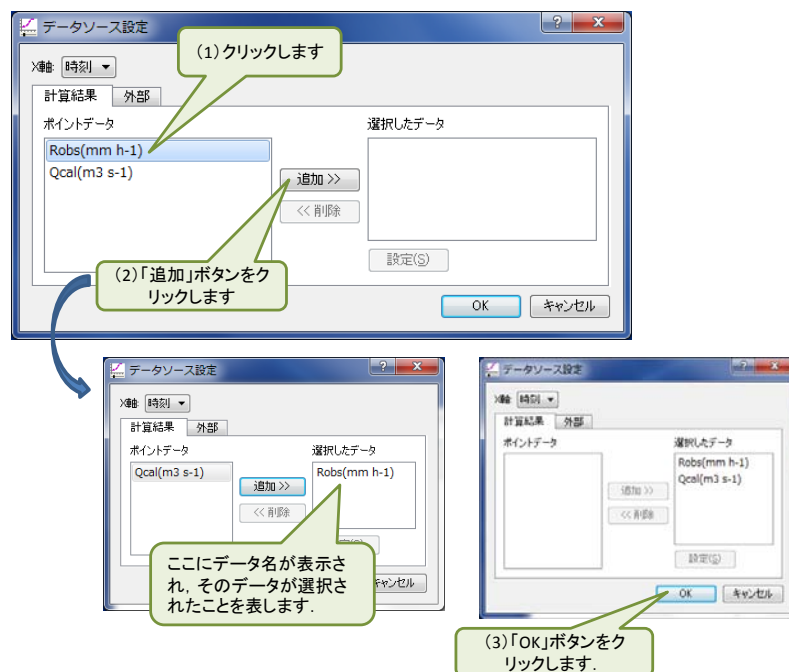 データソース設定
(1)クリックします
X軸: 時刻
計算結果 外部
ポイントデータ
選択したデータ
Robs(mm h-1)
Qcal(m3 s-1)
追加 >>
<< 削除
設定(S)
(2)「追加」ボタンをク
リックします
OK キャンセル
データソース設定
X軸: 時刻
計算結果 外部
ポイントデータ
選択したデータ
Qcal(m3 s-1)
Robs(mm h-1)
追加 >>
<< 削除
ここにデータ名が表示さ
れ，そのデータが選択さ
れたことを表します．
キャンセル
データソース設定
X軸: 時刻
計算結果 外部
ポイントデータ
選択したデータ
Robs(mm h-1)
Qcal(m3 s-1)
追加 >>
<< 削除
設定(S)
OK キャンセル
(3)「OK」ボタンをク
リックします．